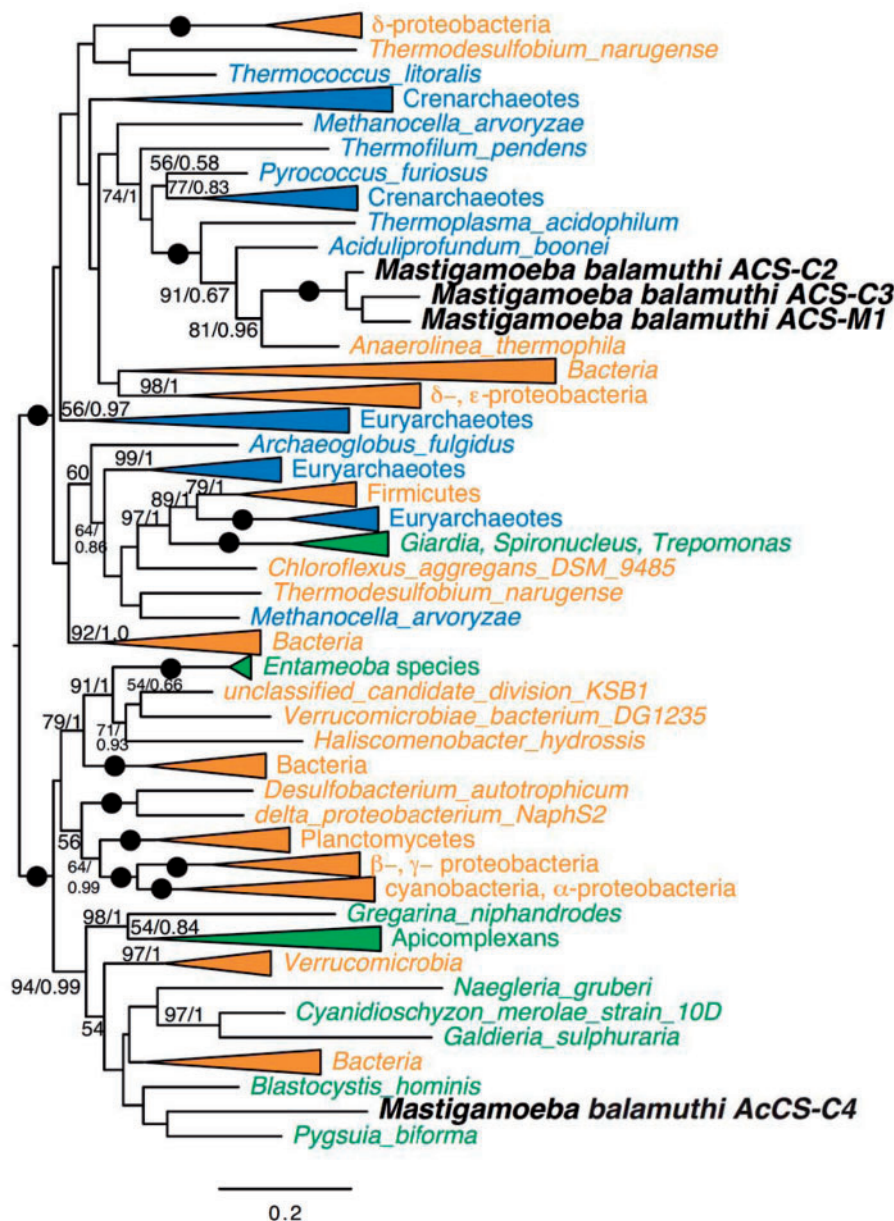 δ-proteobacteria
Thermodesulfobium_narugense
Thermococcus_litoralis
Crenarchaeotes
Methanocella_arvoryzae
Thermofilum_pendens
56/0.58
Pyrococcus_furiosus
77/0.83
74/1
Crenarchaeotes
Thermoplasma_acidophilum
Aciduliprofundum_boonei
Mastigamoeba balamuthi ACS-C2
91/0.67
Mastigamoeba balamuthi ACS-C3
Mastigamoeba balamuthi ACS-M1
81/0.96
Anaerolinea_thermophila
Bacteria
98/1
δ–, ε-proteobacteria
56/0.97
Euryarchaeotes
Archaeoglobus_fulgidus
99/1
60
Euryarchaeotes
79/1
Firmicutes
89/1
97/1
Euryarchaeotes
64/
0.86
Giardia, Spironucleus, Trepomonas
Chloroflexus_aggregans_DSM_9485
Thermodesulfobium_narugense
Methanocella_arvoryzae
92/1.0
Bacteria
Entameoba species
91/1
54/0.66
unclassified_candidate_division_KSB1
79/1
Verrucomicrobiae_bacterium_DG1235
71/
0.93
Haliscomenobacter_hydrossis
Bacteria
Desulfobacterium_autotrophicum
delta_proteobacterium_NaphS2
56
Planctomycetes
64/
0.99
β–, γ– proteobacteria
cyanobacteria, α-proteobacteria
98/1
Gregarina_niphandrodes
54/0.84
Apicomplexans
97/1
Verrucomicrobia
94/0.99
Naegleria_gruberi
97/1
Cyanidioschyzon_merolae_strain_10D
54
Galdieria_sulphuraria
Bacteria
Blastocystis_hominis
Mastigamoeba balamuthi AcCS-C4
Pygsuia_biforma
0.2